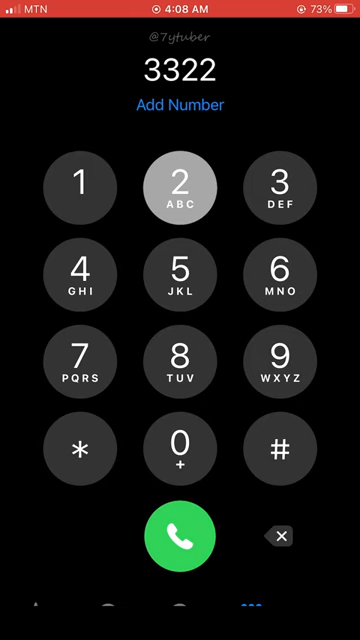 MTN 4:08 AM 73%
@7ytuber
3322
Add Number
1 2 3
ABC DEF
4 5 6
GHI JKL MNO
7 8 9
PQRS TUV WXYZ
* 0 #
+